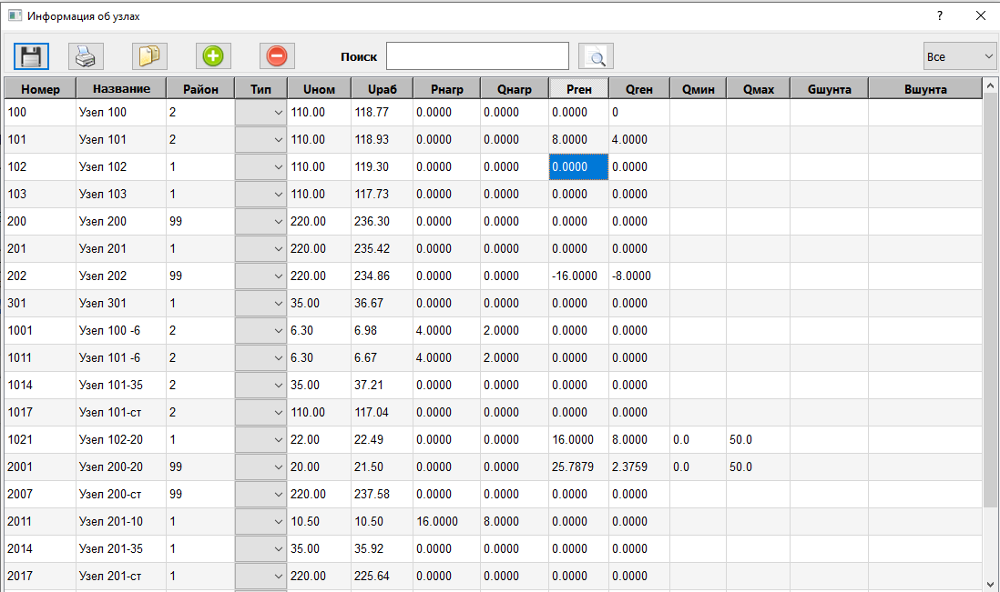 Информация об узлах
?
Поиск
Все
Номер Название Район Тип Uном Uраб Pнагр Qнагр Pген Qген Qмин Qмах Gшунта Bшунта
100 Узел 100 2 110.00 118.77 0.0000 0.0000 0.0000 0
101 Узел 101 2 110.00 118.93 0.0000 0.0000 8.0000 4.0000
102 Узел 102 1 110.00 119.30 0.0000 0.0000 0.0000 0.0000
103 Узел 103 1 110.00 117.73 0.0000 0.0000 0.0000 0.0000
200 Узел 200 99 220.00 236.30 0.0000 0.0000 0.0000 0.0000
201 Узел 201 1 220.00 235.42 0.0000 0.0000 0.0000 0.0000
202 Узел 202 99 220.00 234.86 0.0000 0.0000 -16.0000 -8.0000
301 Узел 301 1 35.00 36.67 0.0000 0.0000 0.0000 0.0000
1001 Узел 100 -6 2 6.30 6.98 4.0000 2.0000 0.0000 0.0000
1011 Узел 101 -6 2 6.30 6.67 4.0000 2.0000 0.0000 0.0000
1014 Узел 101-35 2 35.00 37.21 0.0000 0.0000 0.0000 0.0000
1017 Узел 101-ст 2 110.00 117.04 0.0000 0.0000 0.0000 0.0000
1021 Узел 102-20 1 22.00 22.49 0.0000 0.0000 16.0000 8.0000 0.0 50.0
2001 Узел 200-20 99 20.00 21.50 0.0000 0.0000 25.7879 2.3759 0.0 50.0
2007 Узел 200-ст 99 220.00 237.58 0.0000 0.0000 0.0000 0.0000
2011 Узел 201-10 1 10.50 10.50 16.0000 8.0000 0.0000 0.0000
2014 Узел 201-35 1 35.00 35.92 0.0000 0.0000 0.0000 0.0000
2017 Узел 201-ст 1 220.00 225.64 0.0000 0.0000 0.0000 0.0000